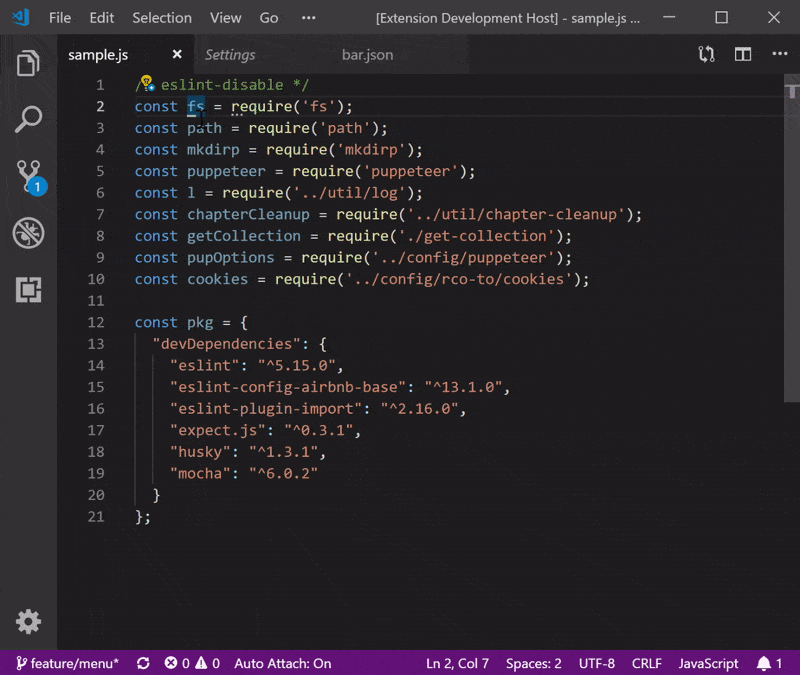 File Edit Selection View Go ··· [Extension Development Host] - sample.js ...
sample.js Settings bar.json
1 /* eslint-disable */
2 const fs = require('fs');
3 const path = require('path');
4 const mkdirp = require('mkdirp');
5 const puppeteer = require('puppeteer');
6 const l = require('../util/log');
7 const chapterCleanup = require('../util/chapter-cleanup');
8 const getCollection = require('./get-collection');
9 const pupOptions = require('../config/puppeteer');
10 const cookies = require('../config/rco-to/cookies');
11
12 const pkg = {
13 "devDependencies": {
14 "eslint": "^5.15.0",
15 "eslint-config-airbnb-base": "^13.1.0",
16 "eslint-plugin-import": "^2.16.0",
17 "expect.js": "^0.3.1",
18 "husky": "^1.3.1",
19 "mocha": "^6.0.2"
20 }
21 };
1
feature/menu* 0 0 Auto Attach: On Ln 2, Col 7 Spaces: 2 UTF-8 CRLF JavaScript 1